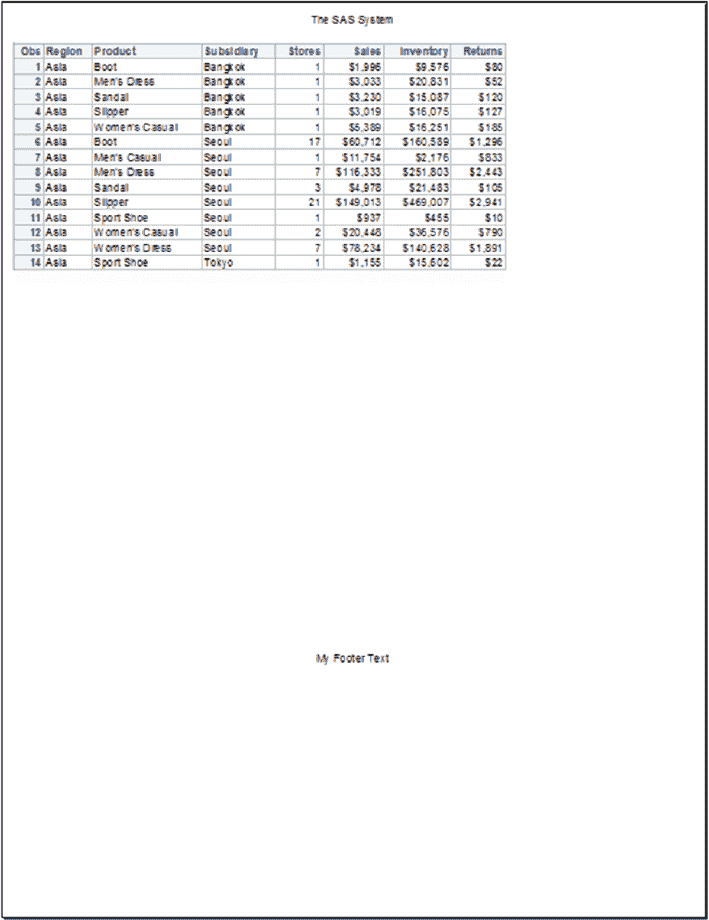 The SAS System
Obs Region Product Subsidiary Stores Sales Inventory Returns
1 Asia Boot Bangkok 1 $1,996 $9,576 $80
2 Asia Men's Dress Bangkok 1 $3,033 $20,831 $52
3 Asia Sandal Bangkok 1 $3,230 $15,087 $120
4 Asia Slipper Bangkok 1 $3,019 $16,075 $127
5 Asia Women's Casual Bangkok 1 $5,389 $16,251 $185
6 Asia Boot Seoul 17 $60,712 $160,589 $1,296
7 Asia Men's Casual Seoul 1 $11,754 $2,176 $833
8 Asia Men's Dress Seoul 7 $116,333 $251,803 $2,443
9 Asia Sandal Seoul 3 $4,978 $21,483 $105
10 Asia Slipper Seoul 21 $149,013 $469,007 $2,941
11 Asia Sport Shoe Seoul 1 $937 $455 $10
12 Asia Women's Casual Seoul 2 $20,448 $36,576 $790
13 Asia Women's Dress Seoul 7 $78,234 $140,628 $1,891
14 Asia Sport Shoe Tokyo 1 $1,155 $15,602 $22
My Footer Text